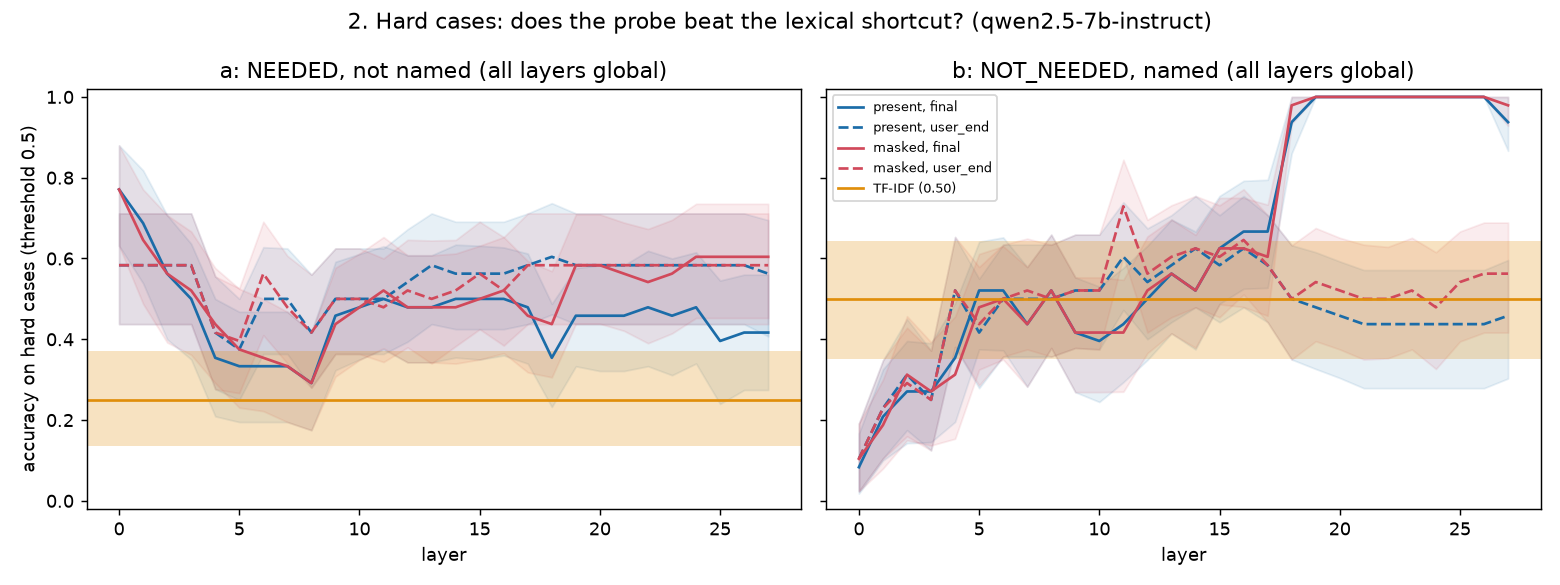 2. Hard cases: does the probe beat the lexical shortcut? (qwen2.5-7b-instruct)
a: NEEDED, not named (all layers global)
accuracy on hard cases (threshold 0.5)
1.0
0.8
0.6
0.4
0.2
0.0
0 5 10 15 20 25
layer
b: NOT_NEEDED, named (all layers global)
present, final
present, user_end
masked, final
masked, user_end
TF-IDF (0.50)
0 5 10 15 20 25
layer